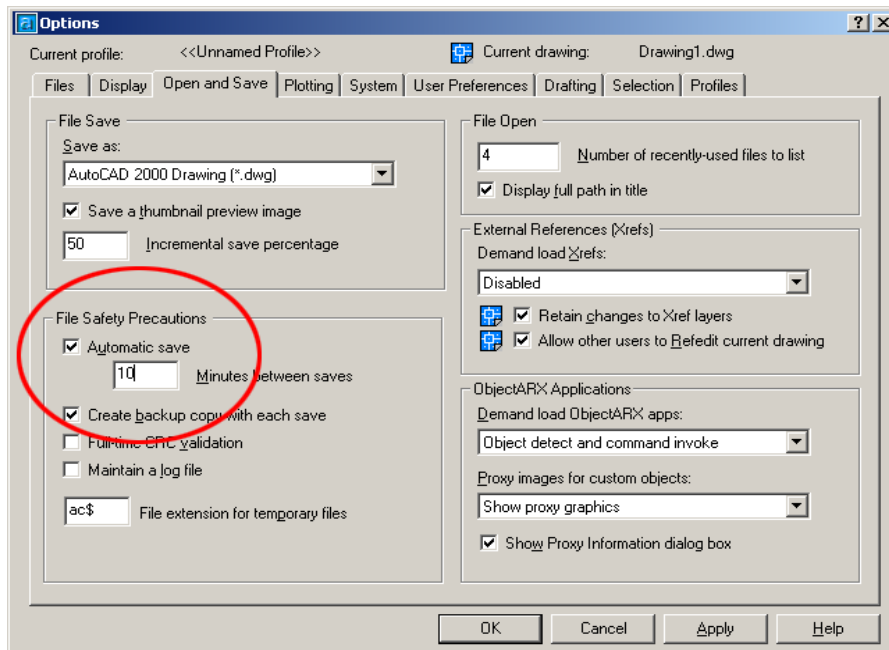 Options
Current profile: <<Unnamed Profile>> Current drawing: Drawing1.dwg
Files Display Open and Save Plotting System User Preferences Drafting Selection Profiles
File Save
Save as:
AutoCAD 2000 Drawing (*.dwg)
Save a thumbnail preview image
50 Incremental save percentage
File Safety Precautions
Automatic save
10 Minutes between saves
Create backup copy with each save
Full-time CRC validation
Maintain a log file
ac$ File extension for temporary files
File Open
4 Number of recently-used files to list
Display full path in title
External References (Xrefs)
Demand load Xrefs:
Disabled
Retain changes to Xref layers
Allow other users to Refedit current drawing
ObjectARX Applications
Demand load ObjectARX apps:
Object detect and command invoke
Proxy images for custom objects:
Show proxy graphics
Show Proxy Information dialog box
OK Cancel Apply Help